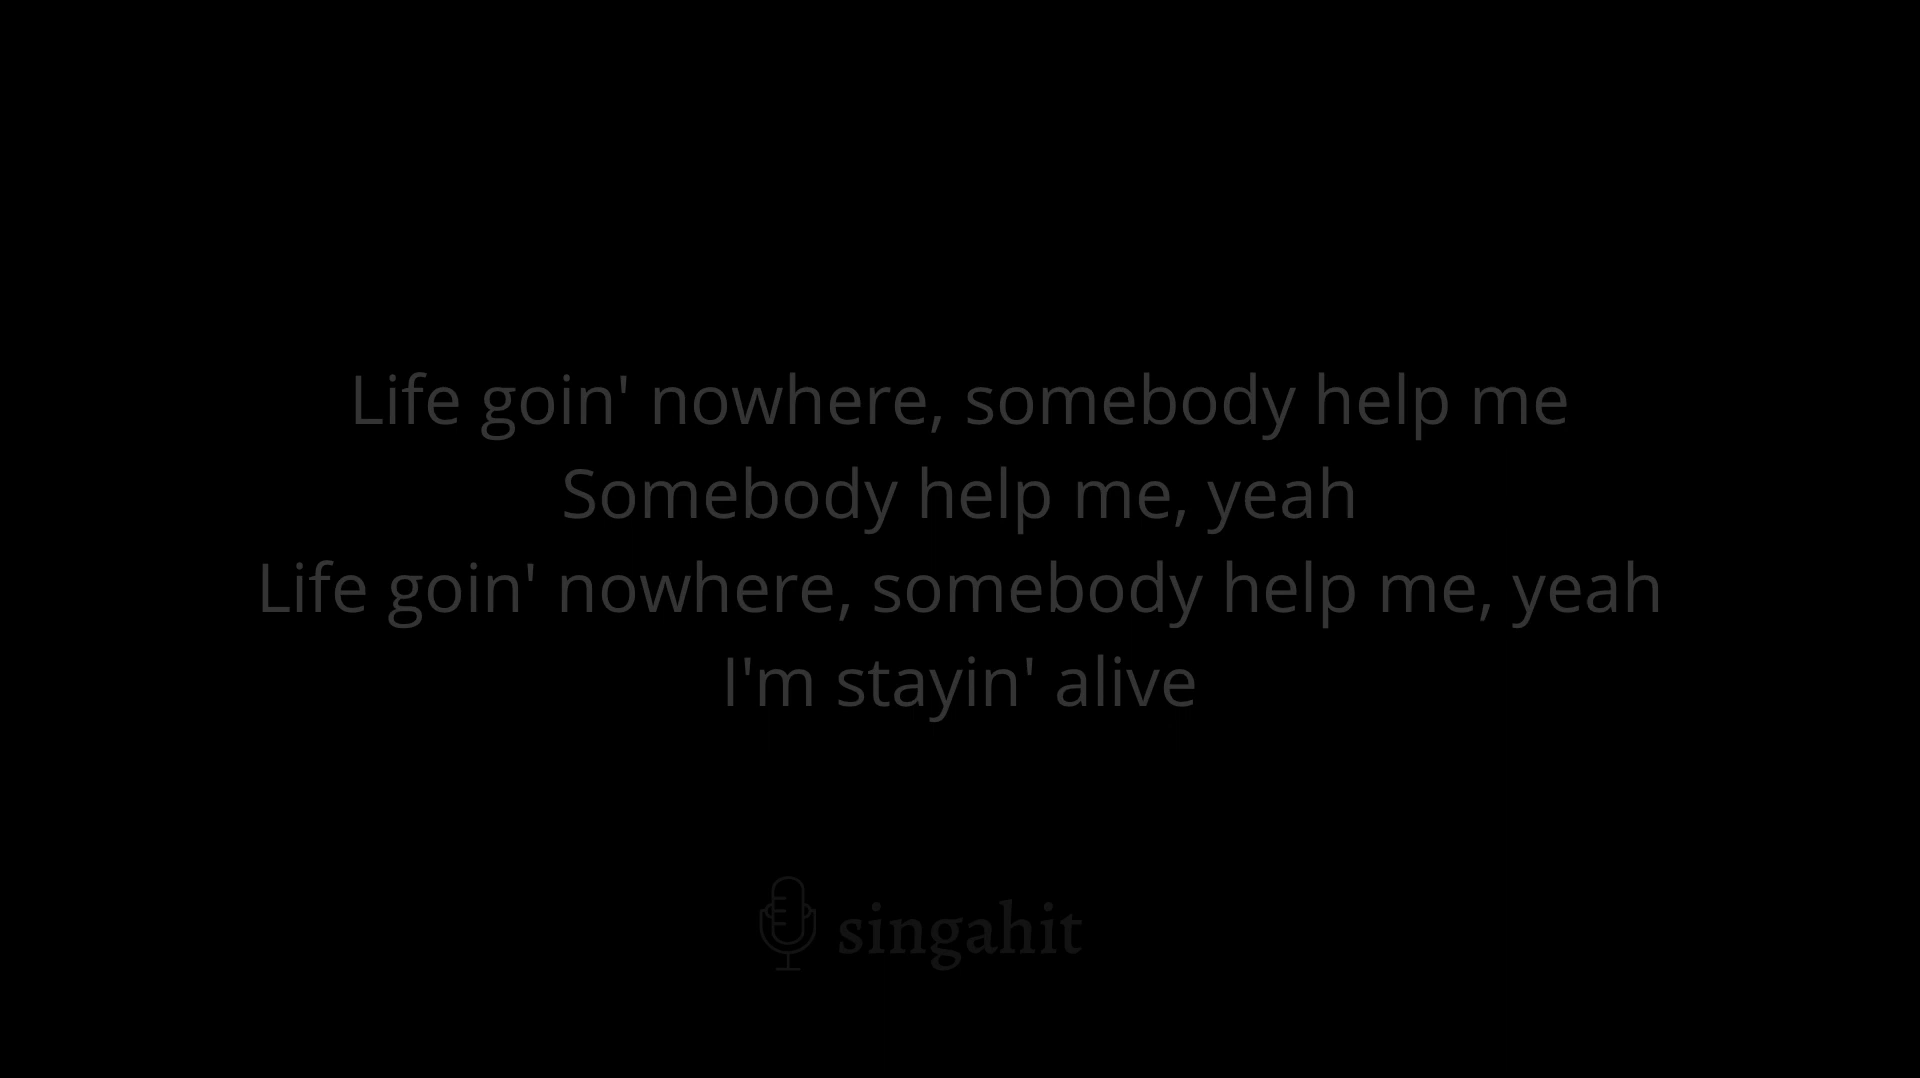 Life goin' nowhere, somebody help me
Somebody help me, yeah
Life goin' nowhere, somebody help me, yeah
I'm stayin' alive
singahit